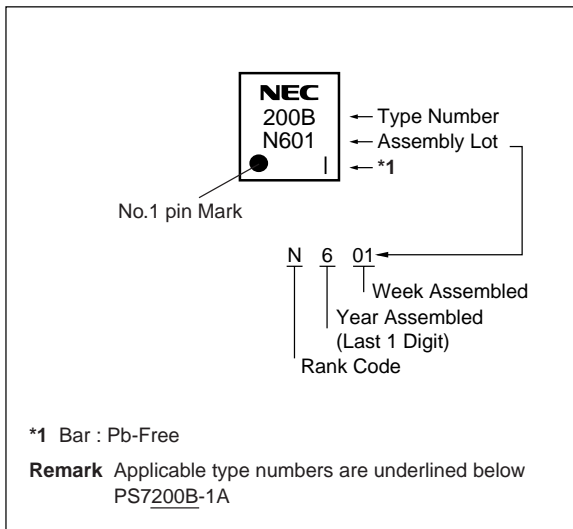 NEC
200B
Type Number
N601
Assembly Lot
|
*1
No.1 pin Mark
N 6 01
Week Assembled
Year Assembled
(Last 1 Digit)
Rank Code
*1 Bar : Pb-Free
Remark Applicable type numbers are underlined below
PS7200B-1A